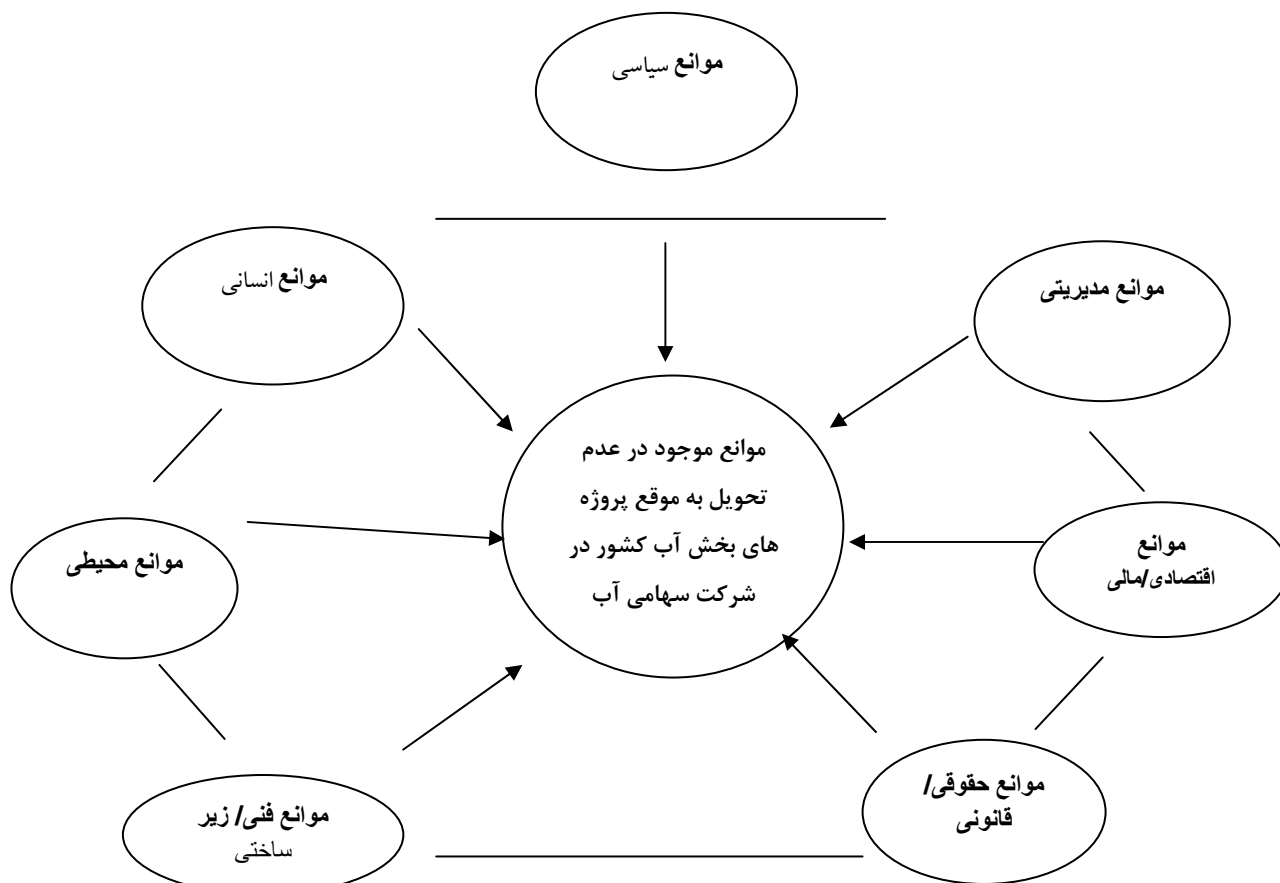 موانع سیاسی
موانع انسانی
موانع مدیریتی
موانع موجود در عدم
تحویل به موقع پروژه
های بخش آب کشور در
شرکت سهامی آب
موانع
اقتصادی/مالی
موانع محیطی
موانع حقوقی/
قانونی
موانع فنی/ زیر
ساختی